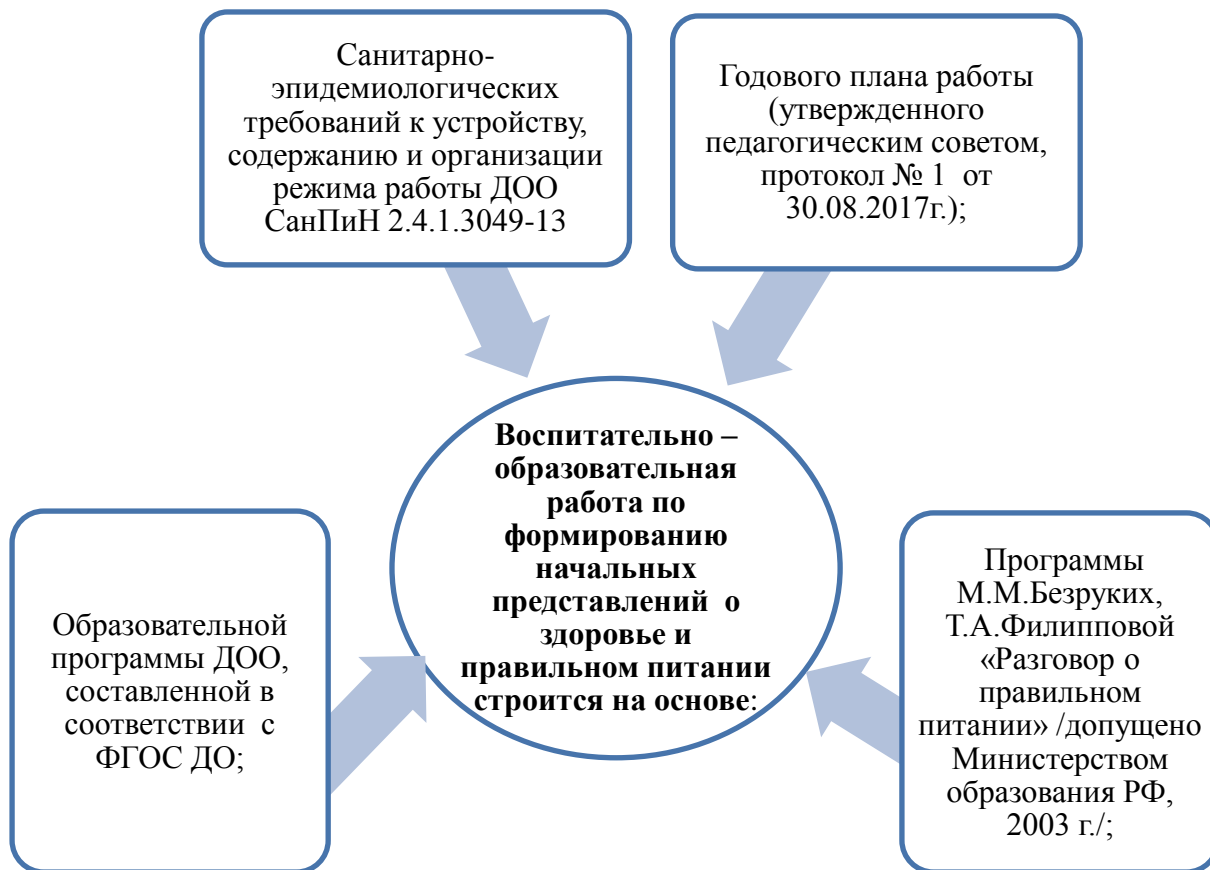 Санитарно-
эпидемиологических
требований к устройству,
содержанию и организации
режима работы ДОО
СанПиН 2.4.1.3049-13
Годового плана работы
(утвержденного
педагогическим советом,
протокол № 1 от
30.08.2017г.);
Воспитательно –
образовательная
работа по
формированию
начальных
представлений о
здоровье и
правильном питании
строится на основе:
Образовательной
программы ДОО,
составленной в
соответствии с
ФГОС ДО;
Программы
М.М.Безруких,
Т.А.Филипповой
«Разговор о
правильном
питании» /допущено
Министерством
образования РФ,
2003 г./;